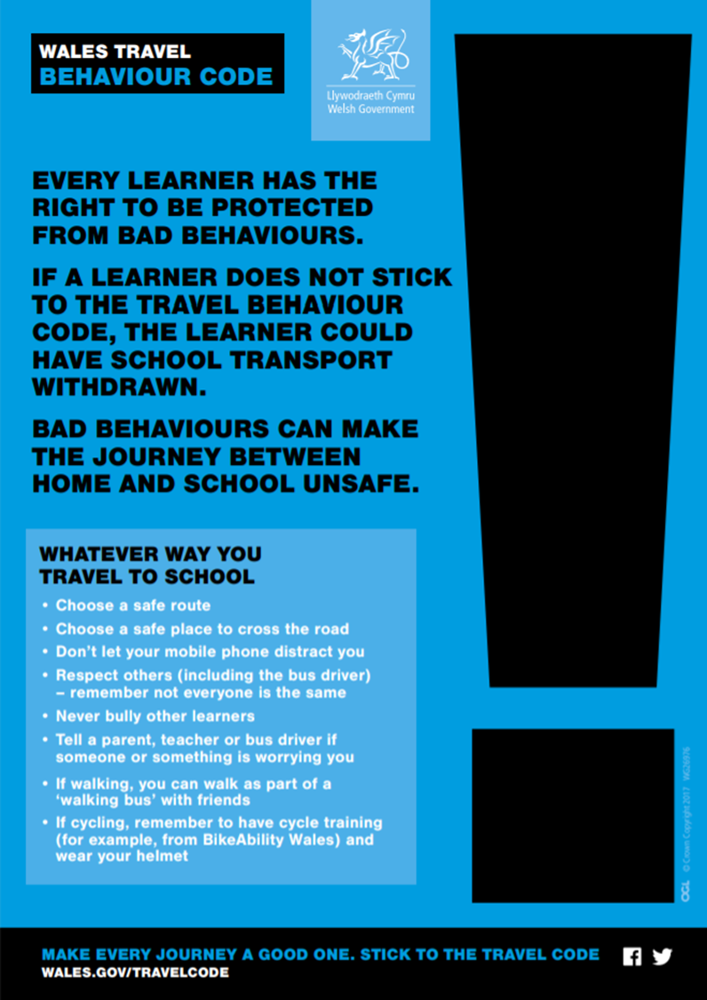 WALES TRAVEL
BEHAVIOUR CODE
Llywodraeth Cymru
Welsh Government
EVERY LEARNER HAS THE
RIGHT TO BE PROTECTED
FROM BAD BEHAVIOURS.
IF A LEARNER DOES NOT STICK
TO THE TRAVEL BEHAVIOUR
CODE, THE LEARNER COULD
HAVE SCHOOL TRANSPORT
WITHDRAWN.
BAD BEHAVIOURS CAN MAKE
THE JOURNEY BETWEEN
HOME AND SCHOOL UNSAFE.
WHATEVER WAY YOU
TRAVEL TO SCHOOL
• Choose a safe route
• Choose a safe place to cross the road
• Don't let your mobile phone distract you
• Respect others (including the bus driver)
– remember not everyone is the same
• Never bully other learners
• Tell a parent, teacher or bus driver if
someone or something is worrying you
• If walking, you can walk as part of a
‘walking bus’ with friends
• If cycling, remember to have cycle training
(for example, from BikeAbility Wales) and
wear your helmet
OGL © Crown Copyright 2017 WG26976
MAKE EVERY JOURNEY A GOOD ONE. STICK TO THE TRAVEL CODE
WALES.GOV/TRAVELCODE